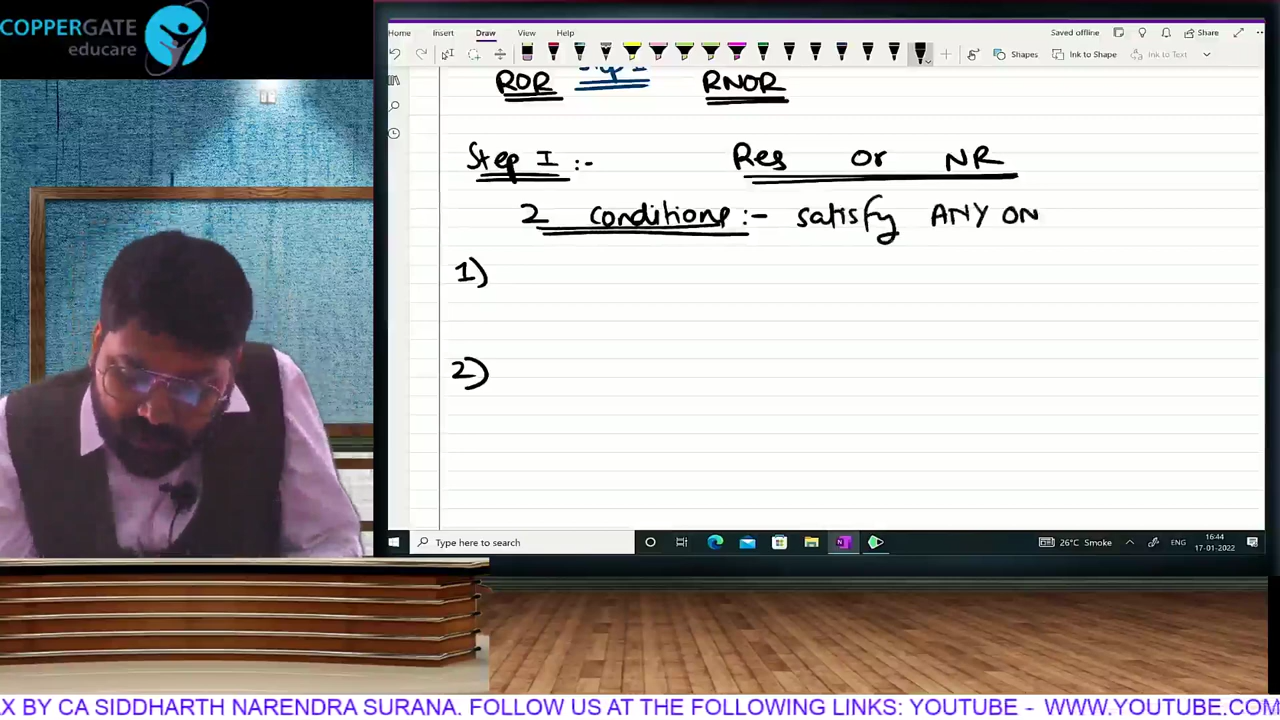 COPPERGATE
educare
Home Insert Draw View Help
Saved offline
Share
Shapes
Ink to Shape
Ink to Text
ROR Step I RNOR
Step I :- Res Or NR
2 conditions :- satisfy ANY ON
1)
2)
Type here to search
26°C Smoke
ENG
16:44
17-01-2022
AX BY CA SIDDHARTH NARENDRA SURANA. FOLLOW US AT THE FOLLOWING LINKS: YOUTUBE - WWW.YOUTUBE.COM/